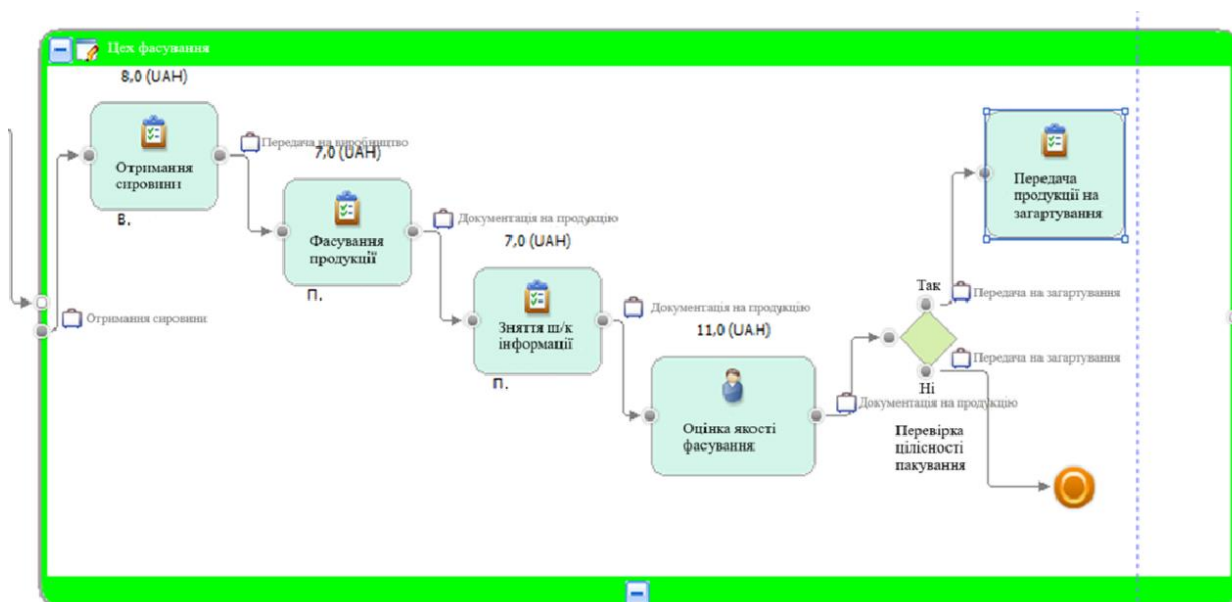 Цех фасування
8,0 (UAH)
Отримання
сировини
В.
Передача на виробництво
7,0 (UAH)
Фасування
продукції
П.
Документація на продукцію
7,0 (UAH)
Зняття ш/к
інформації
П.
Документація на продукцію
11,0 (UAH)
Оцінка якості
фасування
Документація на продукцію
Так
Ні
Перевірка
цілісності
пакування
Передача на загартування
Передача на загартування
Передача
продукції на
загартування
Отримання сировини